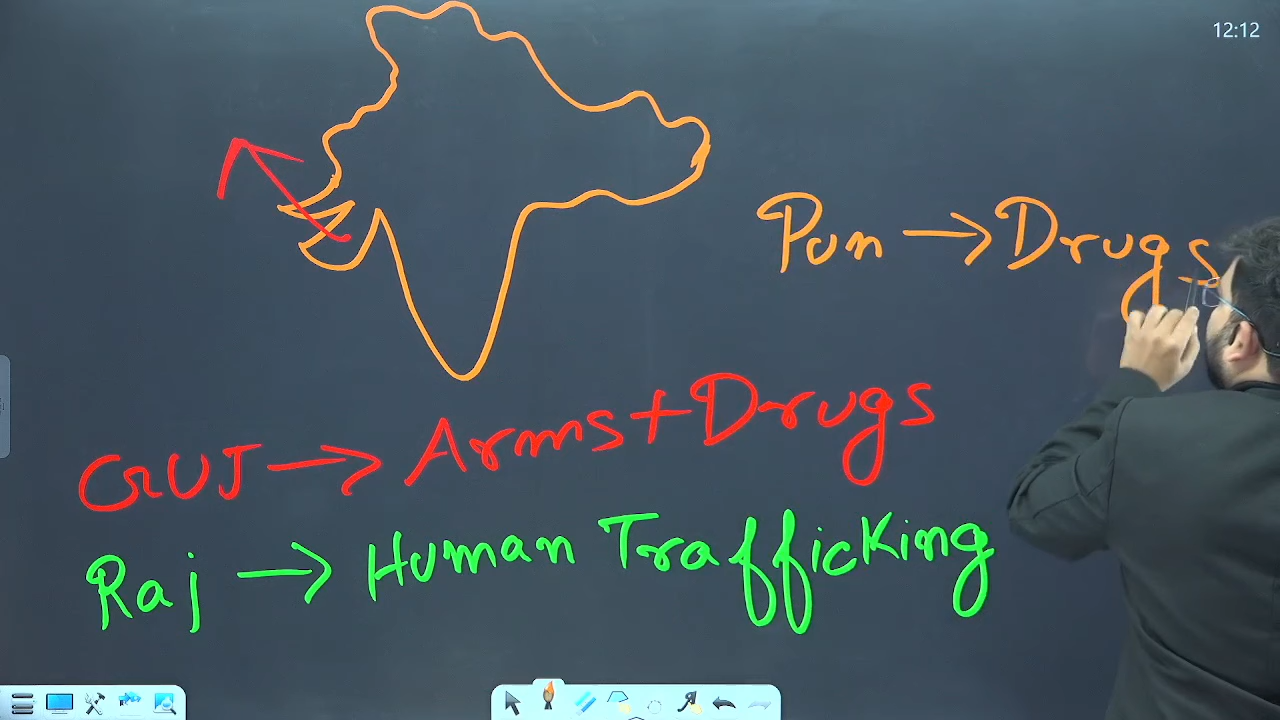 12:12
Pun → Drugs
GUJ → Arms + Drugs
Raj → Human Trafficking